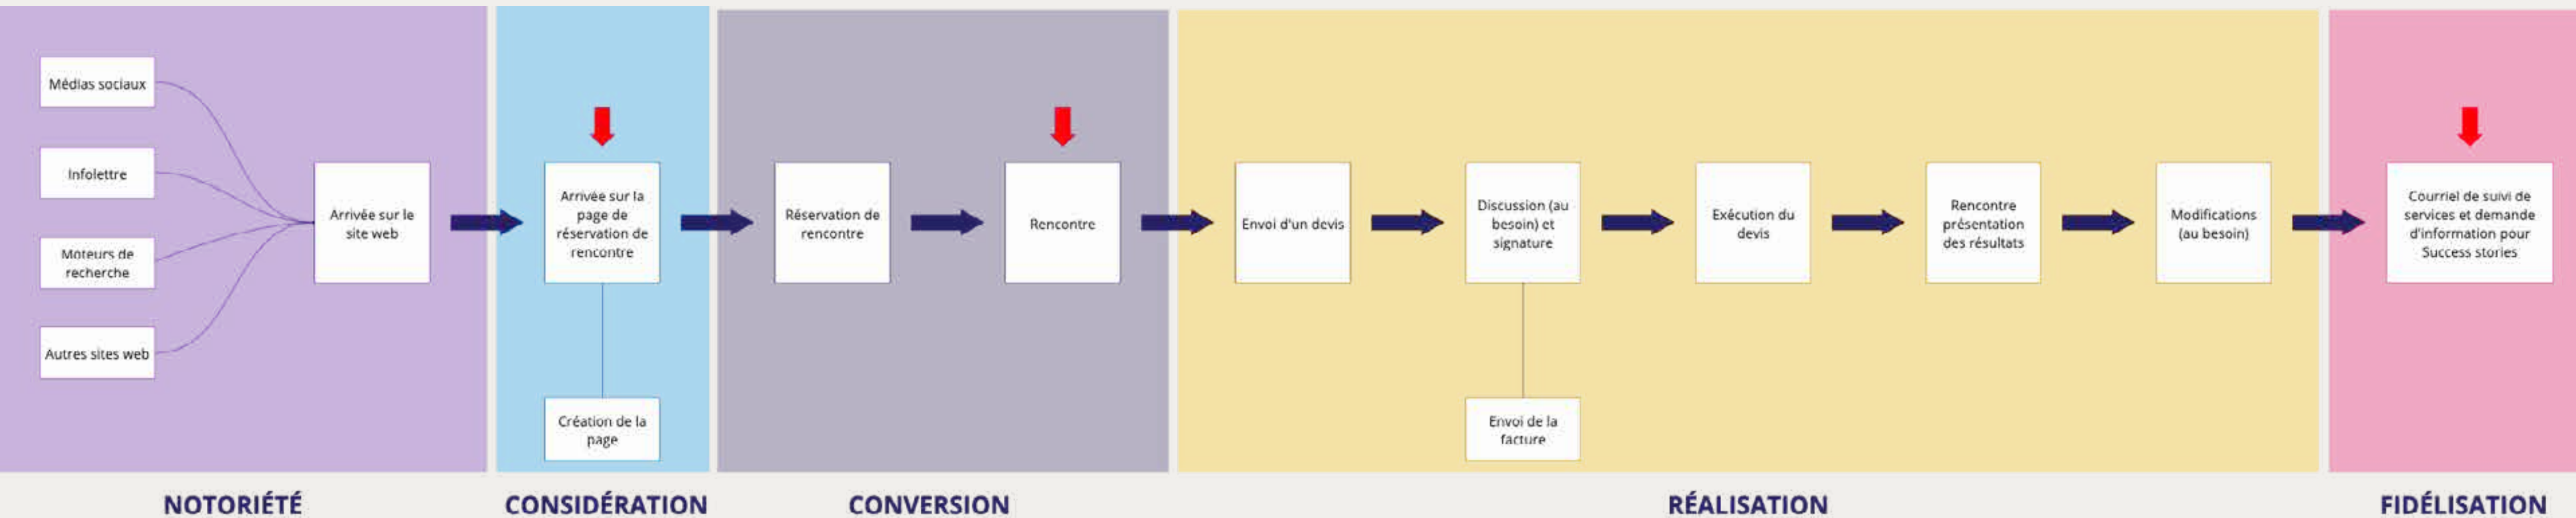 Médias sociaux
Infolettre
Moteurs de
recherche
Autres sites web
Arrivée sur le
site web
Arrivée sur la
page de
réservation de
rencontre
Création de la
page
Réservation de
rencontre
Rencontre
Envoi d'un devis
Discussion (au
besoin) et
signature
Envoi de la
facture
Exécution du
devis
Rencontre
présentation
des résultats
Modifications
(au besoin)
Courriel de suivi de
services et demande
d'information pour
Success stories
NOTORIÉTÉ
CONSIDÉRATION
CONVERSION
RÉALISATION
FIDÉLISATION